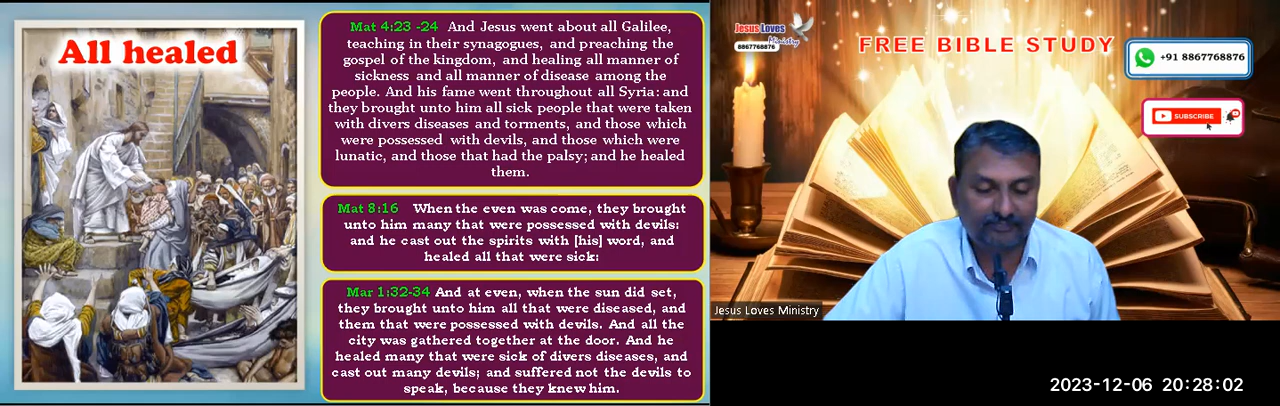 All healed
Mat 4:23 -24 And Jesus went about all Galilee,
teaching in their synagogues, and preaching the
gospel of the kingdom, and healing all manner of
sickness and all manner of disease among the
people. And his fame went throughout all Syria: and
they brought unto him all sick people that were taken
with divers diseases and torments, and those which
were possessed with devils, and those which were
lunatic, and those that had the palsy; and he healed
them.
Mat 8:16 When the even was come, they brought
unto him many that were possessed with devils:
and he cast out the spirits with [his] word, and
healed all that were sick:
Mar 1:32-34 And at even, when the sun did set,
they brought unto him all that were diseased, and
them that were possessed with devils. And all the
city was gathered together at the door. And he
healed many that were sick of divers diseases, and
cast out many devils; and suffered not the devils to
speak, because they knew him.
Jesus Loves
Ministry
8867768876
FREE BIBLE STUDY
+91 8867768876
SUBSCRIBE
Jesus Loves Ministry
2023-12-06 20:28:02